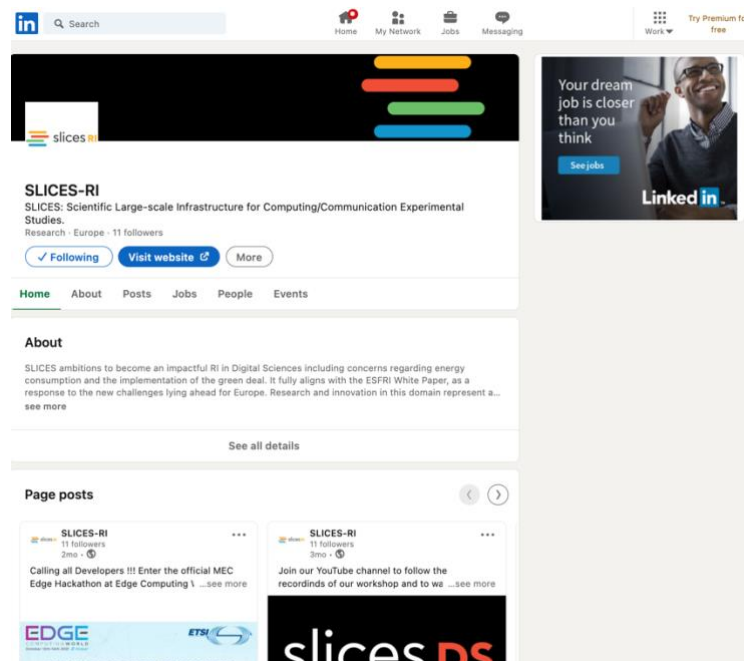 in
Search
Home
My Network
Jobs
Messaging
Work
Try Premium fo
free
slices RI
SLICES-RI
SLICES: Scientific Large-scale Infrastructure for Computing/Communication Experimental
Studies.
Research · Europe · 11 followers
✓ Following
Visit website
More
Home
About
Posts
Jobs
People
Events
About
SLICES ambitions to become an impactful RI in Digital Sciences including concerns regarding energy
consumption and the implementation of the green deal. It fully aligns with the ESFRI White Paper, as a
response to the new challenges lying ahead for Europe. Research and innovation in this domain represent a...
see more
See all details
Page posts
SLICES-RI
11 followers
2mo ·
Calling all Developers !!! Enter the official MEC
Edge Hackathon at Edge Computing \ ...see more
EDGE
ETSI
SLICES-RI
11 followers
3mo ·
Join our YouTube channel to follow the
recordinds of our workshop and to wa ...see more
slices DS
Your dream
job is closer
than you
think
See jobs
Linked in